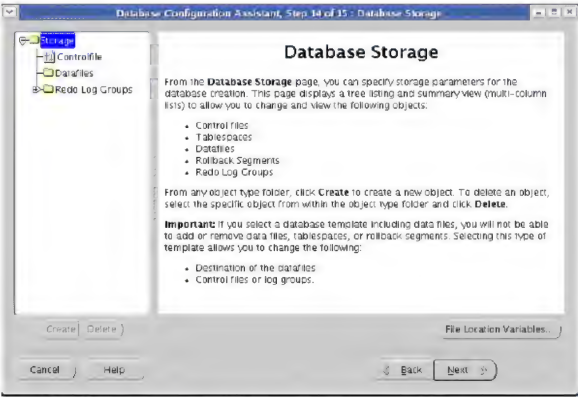 Database Configuration Assistant, Step 14 of 15 : Database Storage
Storage
Controlfile
Datafiles
Redo Log Groups
Database Storage
From the Database Storage page, you can specify storage parameters for the
database creation. This page displays a tree listing and summary view (multi-column
lists) to allow you to change and view the following objects:
Control files
Tablespaces
Datafiles
Rollback Segments
Redo Log Groups
From any object type folder, click Create to create a new object. To delete an object,
select the specific object from within the object type folder and click Delete.
Important: If you select a database template including data files, you will not be able
to add or remove data files, tablespaces, or rollback segments. Selecting this type of
template allows you to change the following:
Destination of the datafiles
Control files or log groups.
Create Delete
File Location Variables...
Cancel Help Back Next